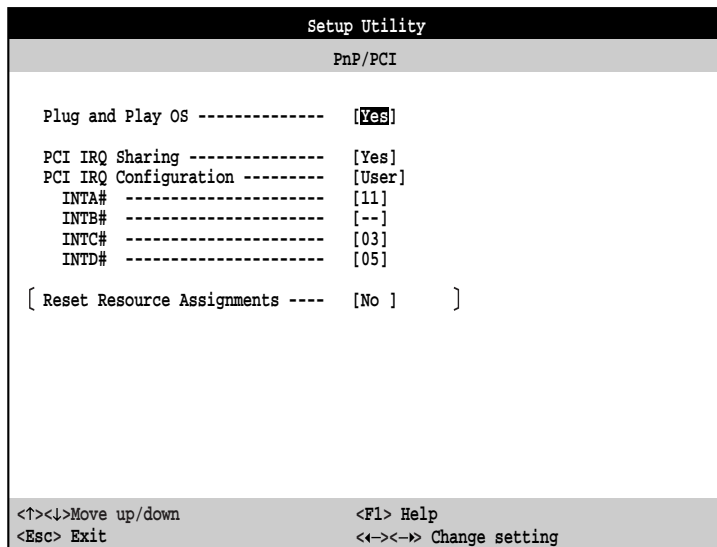 Setup Utility
PnP/PCI
Plug and Play OS -------------- [Yes]
PCI IRQ Sharing --------------- [Yes]
PCI IRQ Configuration --------- [User]
INTA# ---------------------- [11]
INTB# ---------------------- [--]
INTC# ---------------------- [03]
INTD# ---------------------- [05]
[ Reset Resource Assignments ---- [No ] ]
<↑><↓>Move up/down <F1> Help
<Esc> Exit <←><→> Change setting